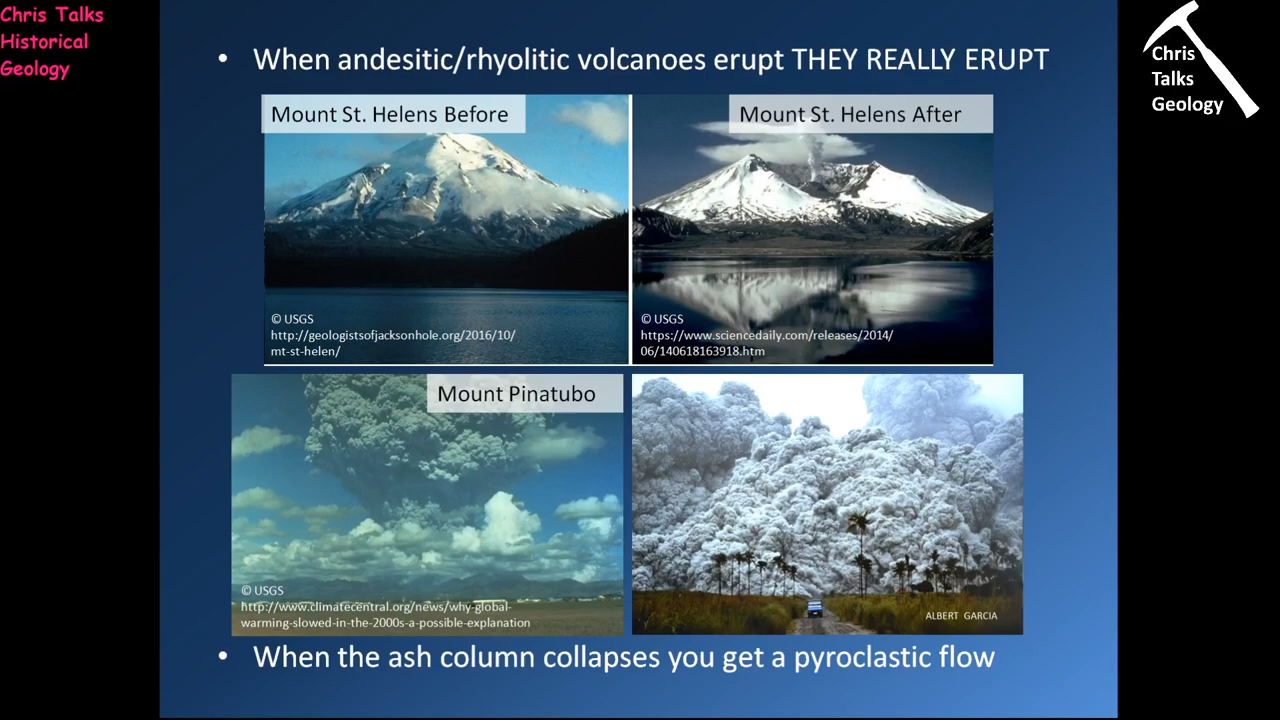 Chris Talks
Historical
Geology
• When andesitic/rhyolitic volcanoes erupt THEY REALLY ERUPT
Chris
Talks
Geology
Mount St. Helens Before
Mount St. Helens After
© USGS
http://geologistsofjacksonhole.org/2016/10/
mt-st-helen/
© USGS
https://www.sciencedaily.com/releases/2014/
06/140618163918.htm
Mount Pinatubo
© USGS
http://www.climatecentral.org/news/why-global-
warming-slowed-in-the-2000s-a-possible-explanation
ALBERT GARCIA
• When the ash column collapses you get a pyroclastic flow